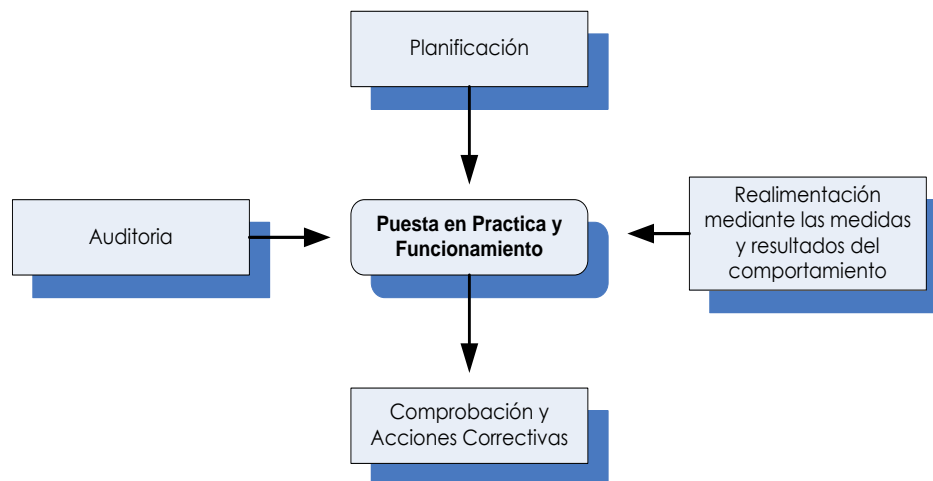 Planificación
Auditoria
Puesta en Practica y
Funcionamiento
Realimentación
mediante las medidas
y resultados del
comportamiento
Comprobación y
Acciones Correctivas